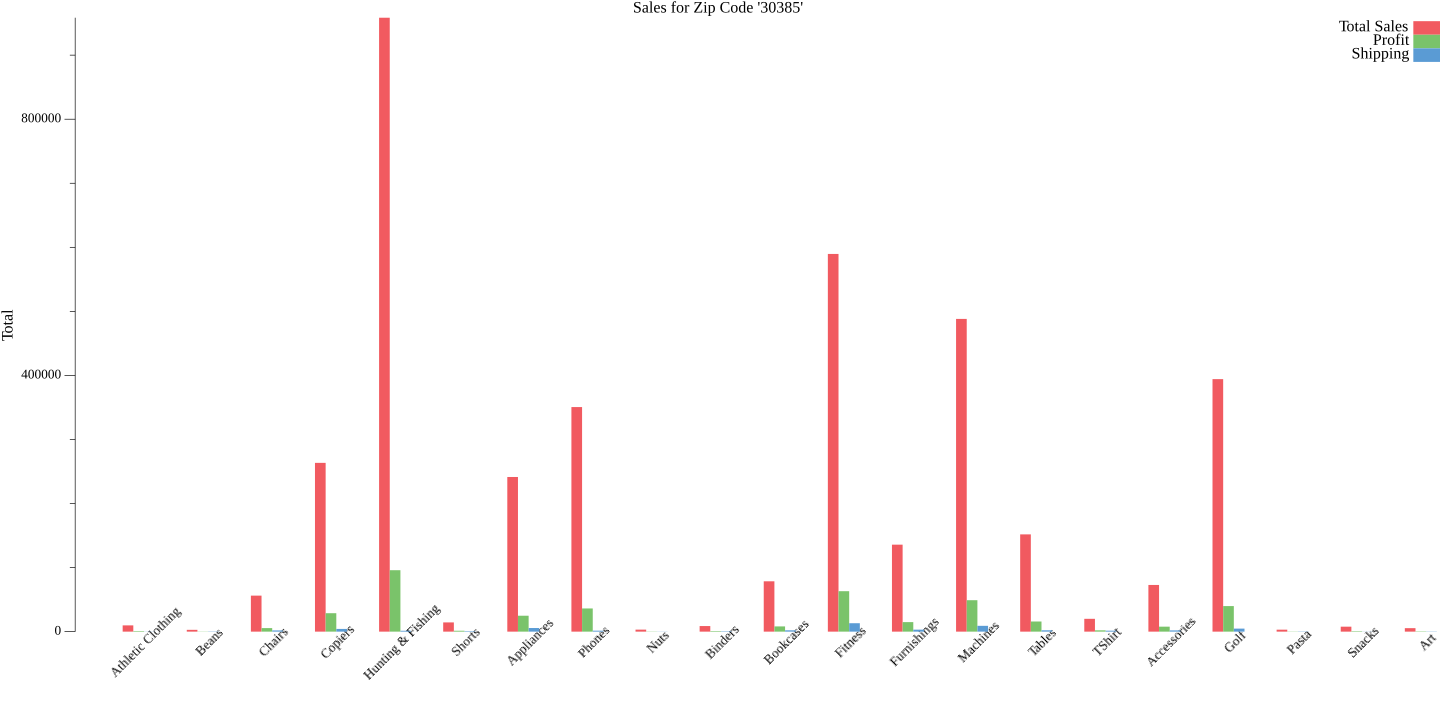 Sales for Zip Code '30385'
Total Sales
Profit
Shipping
800000
400000
0
Total
Athletic Clothing
Beans
Chairs
Copiers
Hunting & Fishing
Shorts
Appliances
Phones
Nuts
Binders
Bookcases
Fitness
Furnishings
Machines
Tables
TShirt
Accessories
Golf
Pasta
Snacks
Art